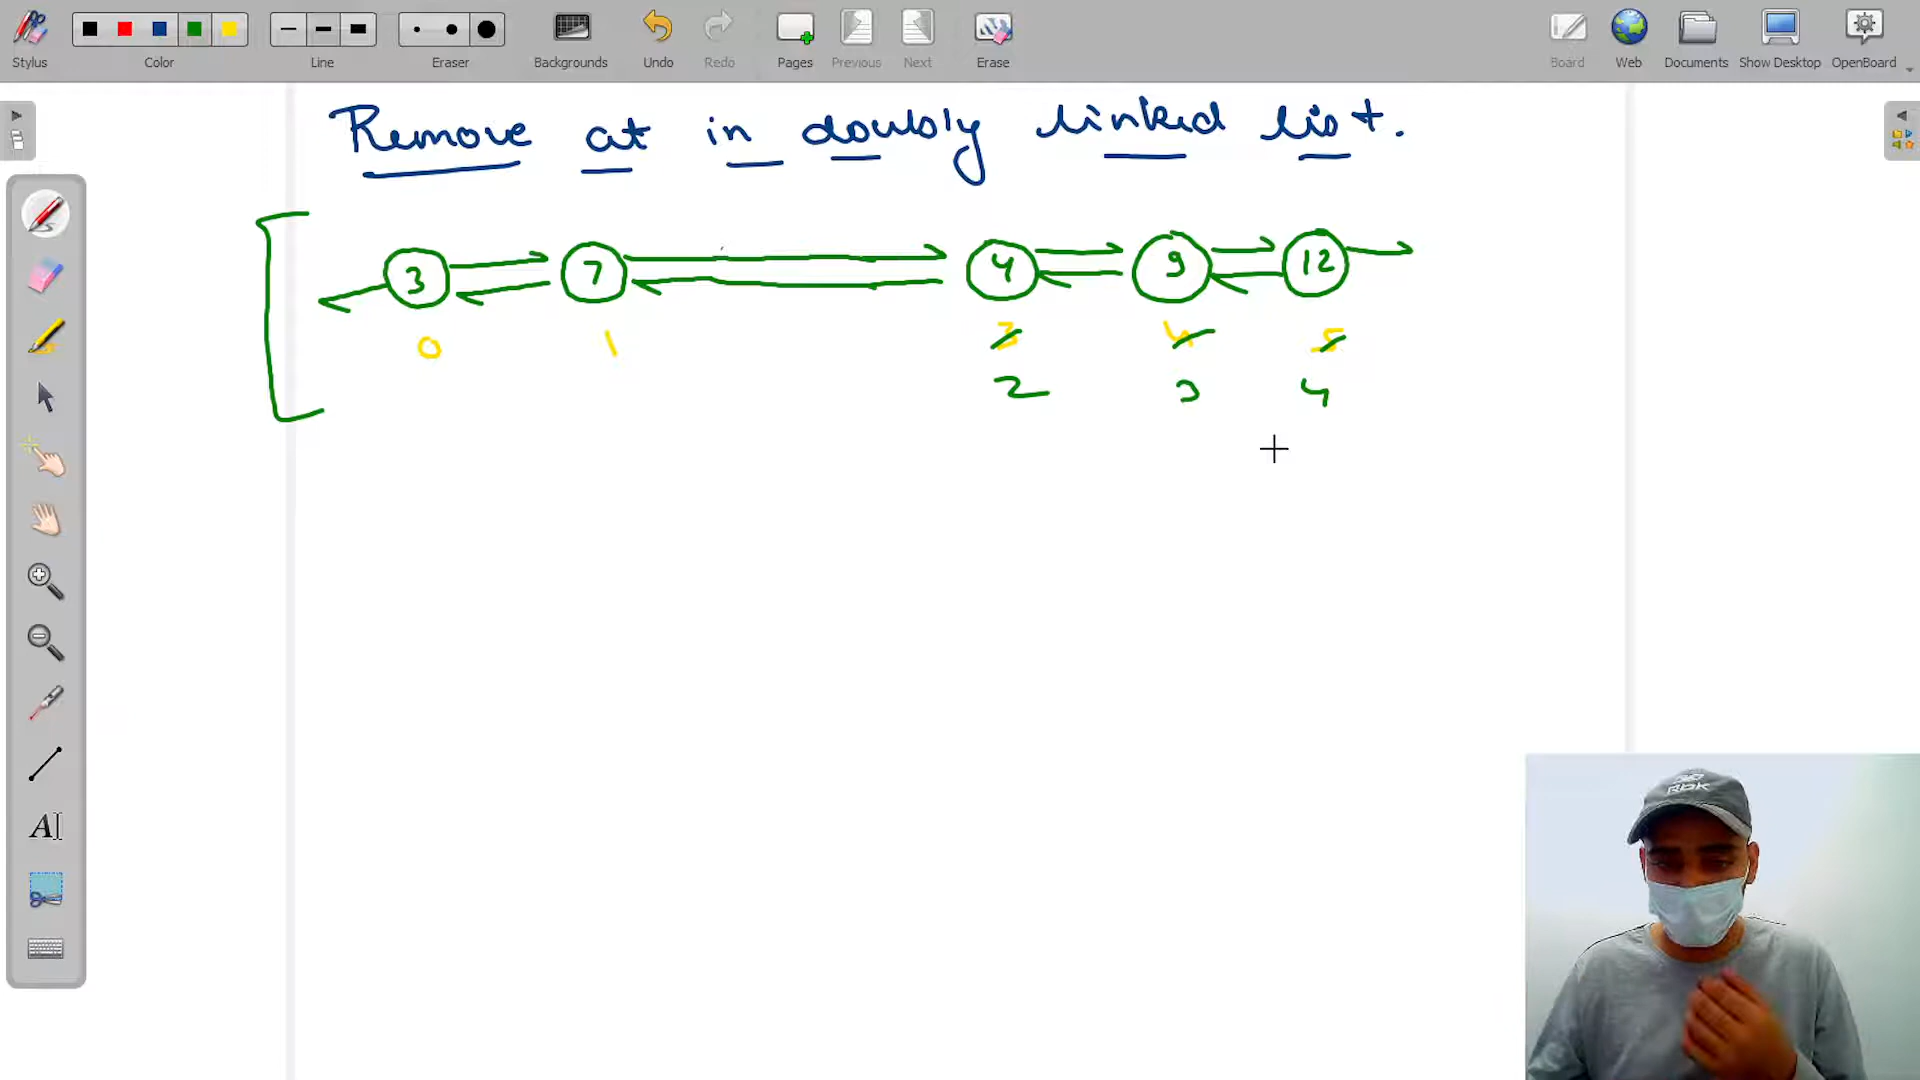 Stylus Color Line Eraser Backgrounds Undo Redo Pages Previous Next Erase Board Web Documents Show Desktop OpenBoard
Remove at in doubly linked list.
3 7 4 9 12
0 1 3 4 5
2 3 4
A
RBK